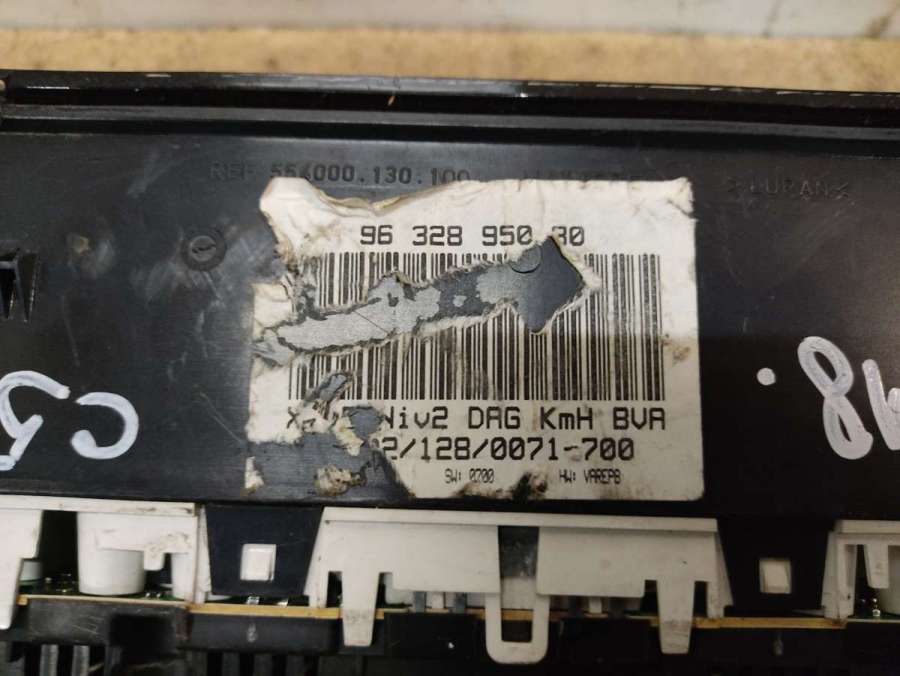 REF 554000.130.100
>LURAN<
96 328 950 80
Niv2 DAG KmH BVA
2/128/0071-700
SW: 0700 HW: VAREPB
C5
.48